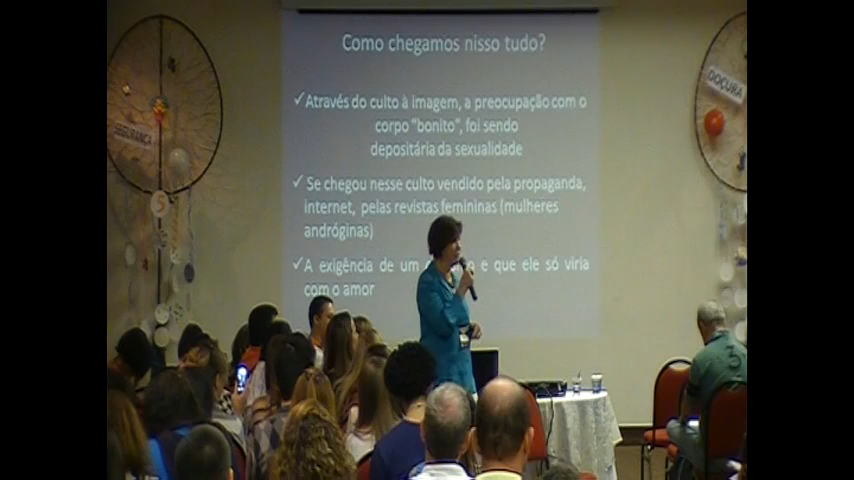 Como chegamos nisso tudo?
✓Através do culto à imagem, a preocupação com o
corpo "bonito", foi sendo
depositária da sexualidade
✓ Se chegou nesse culto vendido pela propaganda,
internet, pelas revistas femininas (mulheres
andróginas)
✓A exigência de um e que ele só viria
com o amor
SEGURANÇA
5
DOÇURA